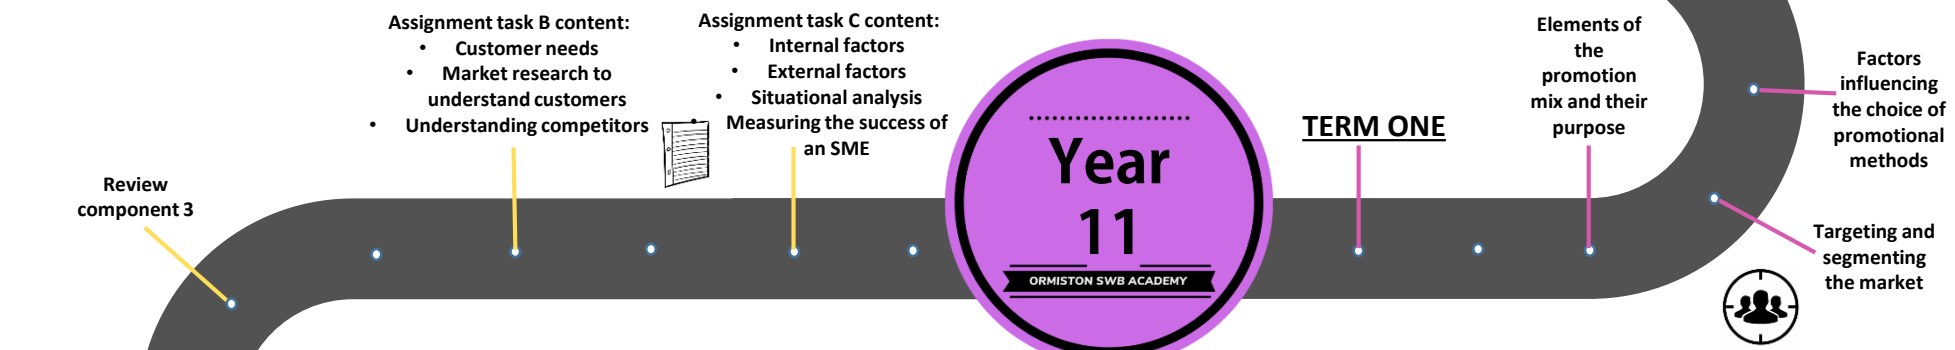 Review
component 3
Assignment task B content:
• Customer needs
• Market research to
understand customers
• Understanding competitors
Assignment task C content:
• Internal factors
• External factors
• Situational analysis
Measuring the success of
an SME
Year
11
ORMISTON SWB ACADEMY
TERM ONE
Elements of
the
promotion
mix and their
purpose
Factors
influencing
the choice of
promotional
methods
Targeting and
segmenting
the market